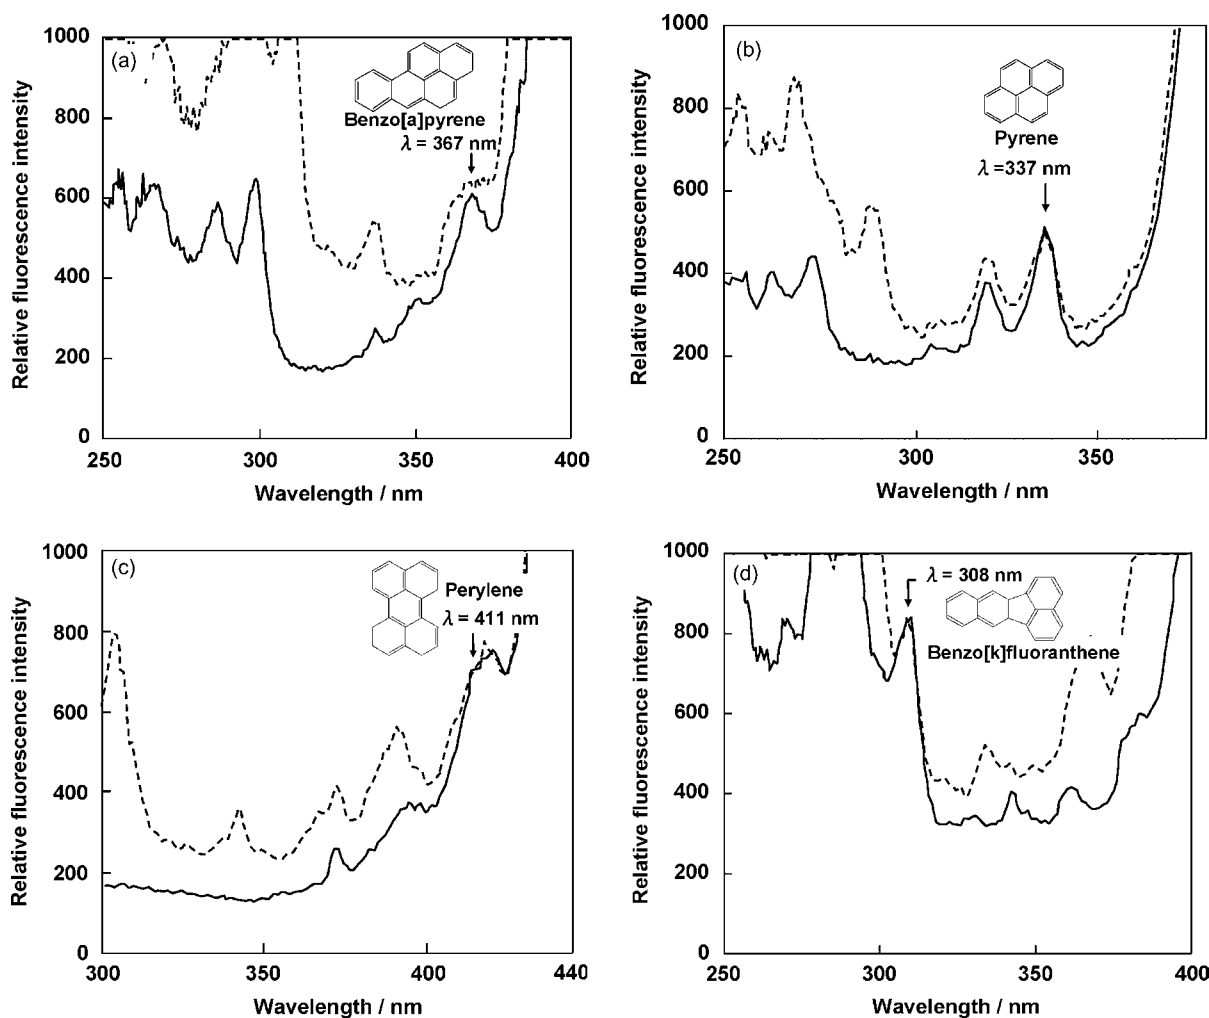 (a)
Benzo[a]pyrene
λ = 367 nm
Relative fluorescence intensity
1000
800
600
400
200
0
250
300
350
400
Wavelength / nm
(b)
Pyrene
λ =337 nm
Relative fluorescence intensity
1000
800
600
400
200
0
250
300
350
Wavelength / nm
(c)
Perylene
λ = 411 nm
Relative fluorescence intensity
1000
800
600
400
200
0
300
350
400
440
Wavelength / nm
(d)
λ = 308 nm
Benzo[k]fluoranthene
Relative fluorescence intensity
1000
800
600
400
200
0
250
300
350
400
Wavelength / nm